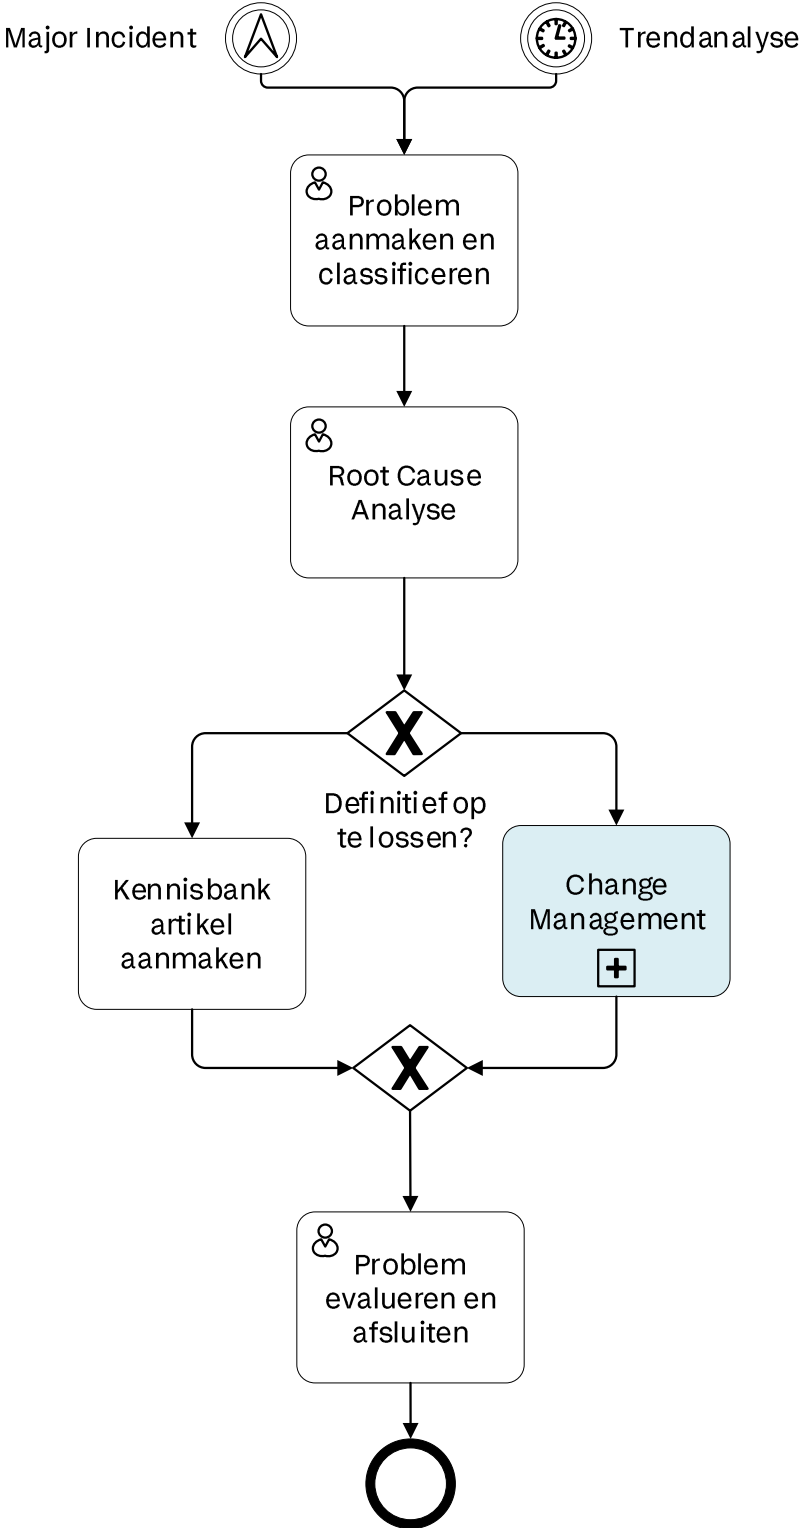 Major Incident
Trendanalyse
Problem
aanmaken en
classificeren
Root Cause
Analyse
X
Definitief op
te lossen?
Kennisbank
artikel
aanmaken
Change
Management
X
Problem
evalueren en
afsluiten